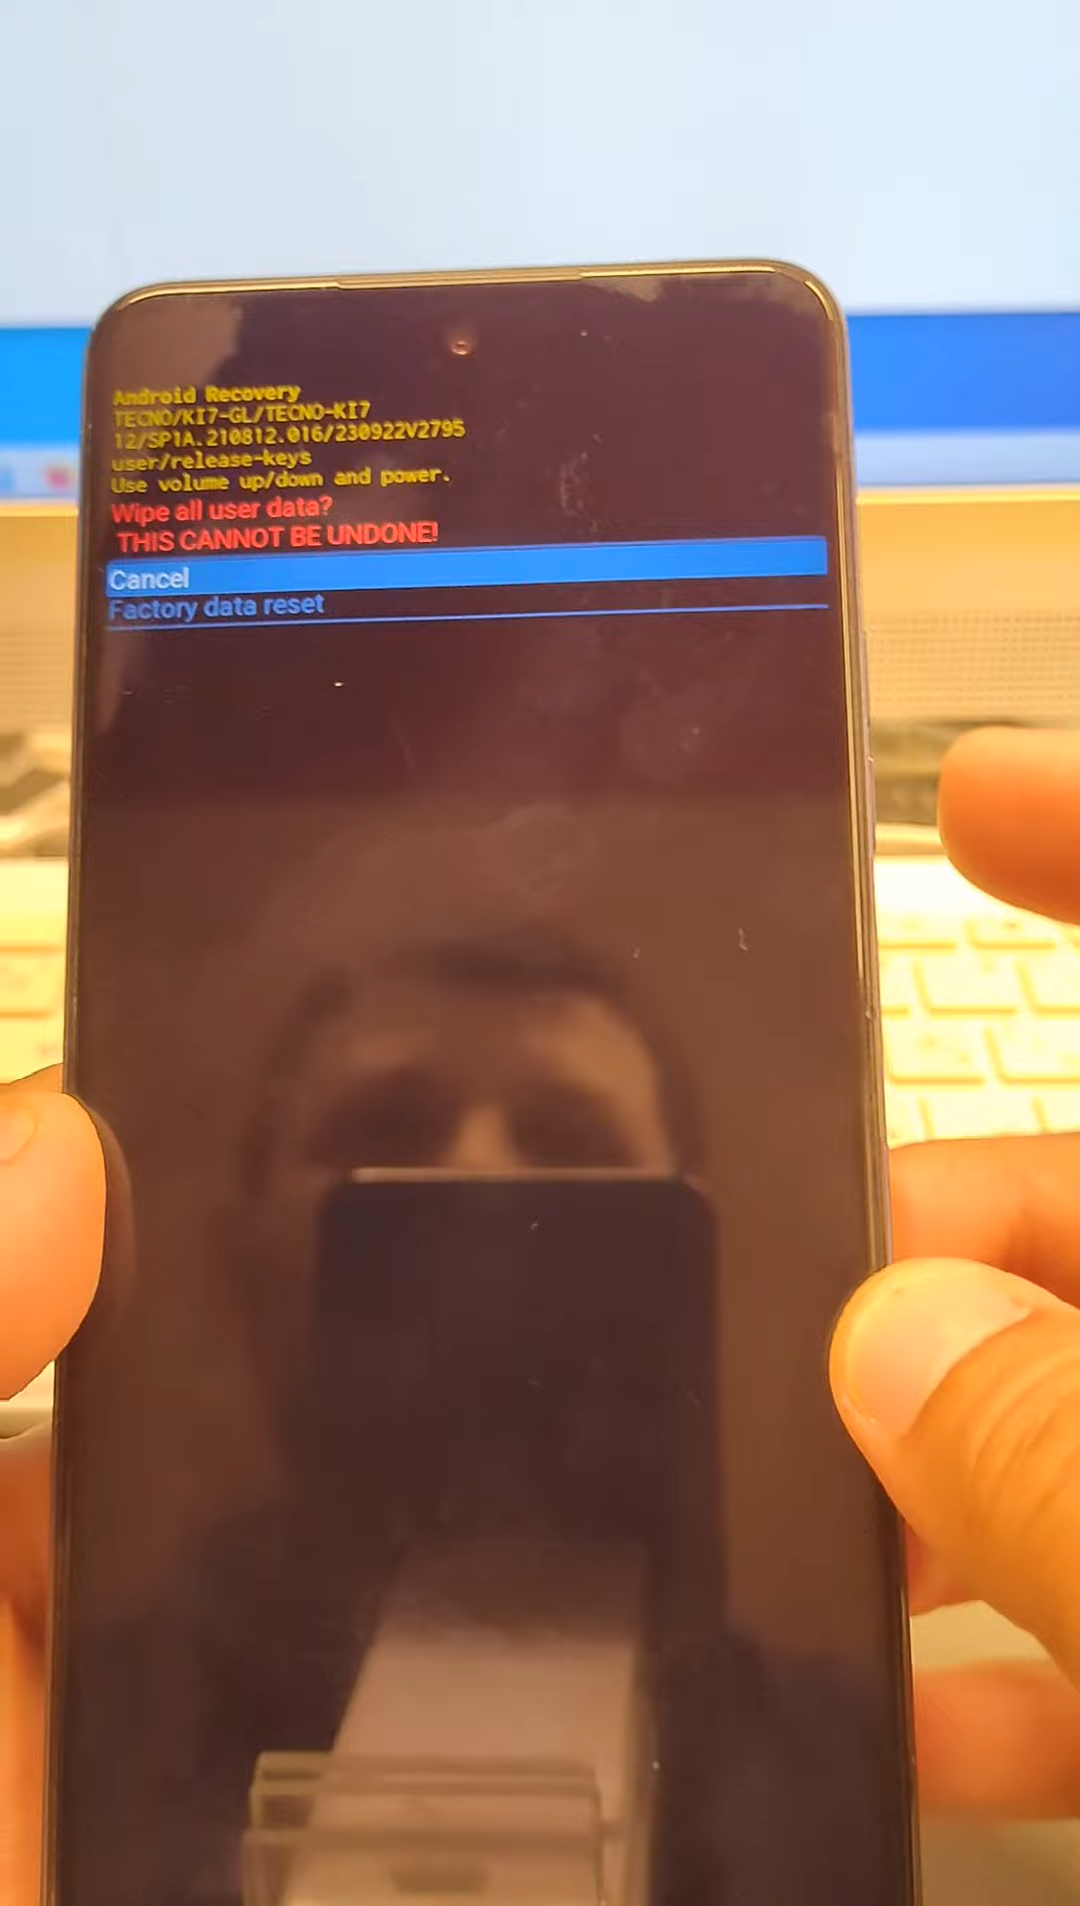 Android Recovery
TECNO/KI7-GL/TECNO-KI7
12/SP1A.210812.016/230922V2795
user/release-keys
Use volume up/down and power.
Wipe all user data?
THIS CANNOT BE UNDONE!
Cancel
Factory data reset